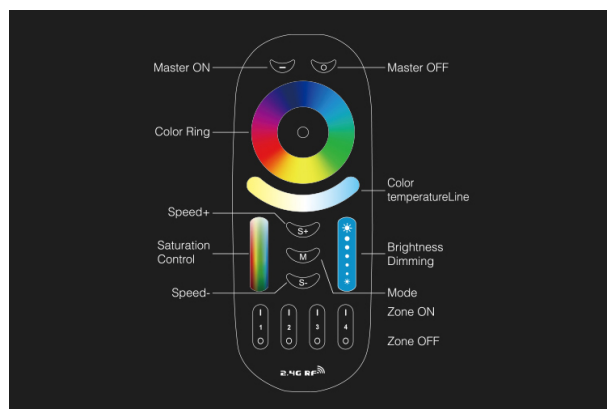 Master ON
Master OFF
Color Ring
Color
temperatureLine
Speed+
S+
Saturation
Control
M
Brightness
Dimming
Speed-
S-
Mode
Zone ON
1
2
3
4
Zone OFF
2.4G RF